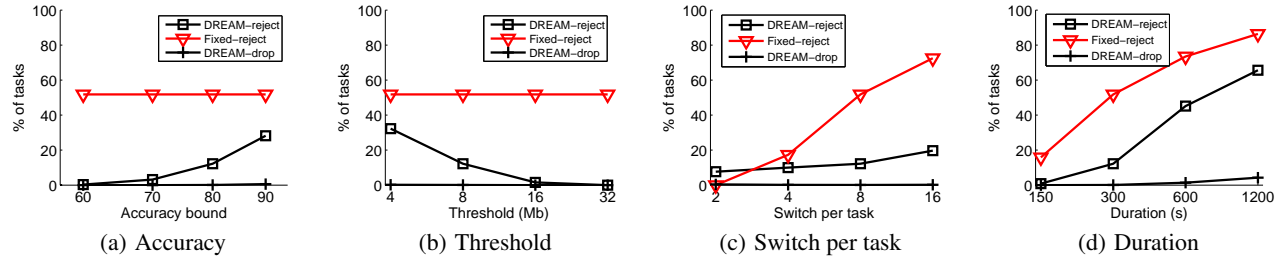 100
80
60
40
20
0
% of tasks
DREAM−reject
Fixed−reject
DREAM−drop
60 70 80 90
Accuracy bound
(a) Accuracy
100
80
60
40
20
0
% of tasks
DREAM−reject
Fixed−reject
DREAM−drop
4 8 16 32
Threshold (Mb)
(b) Threshold
100
80
60
40
20
0
% of tasks
DREAM−reject
Fixed−reject
DREAM−drop
2 4 8 16
Switch per task
(c) Switch per task
100
80
60
40
20
0
% of tasks
DREAM−reject
Fixed−reject
DREAM−drop
150 300 600 1200
Duration (s)
(d) Duration